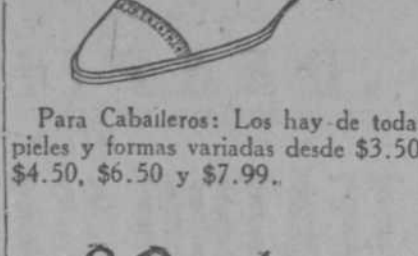 Para Caballeros: Los hay de toda
pieles y formas variadas desde $3.50
$4.50, $6.50 y $7.99.